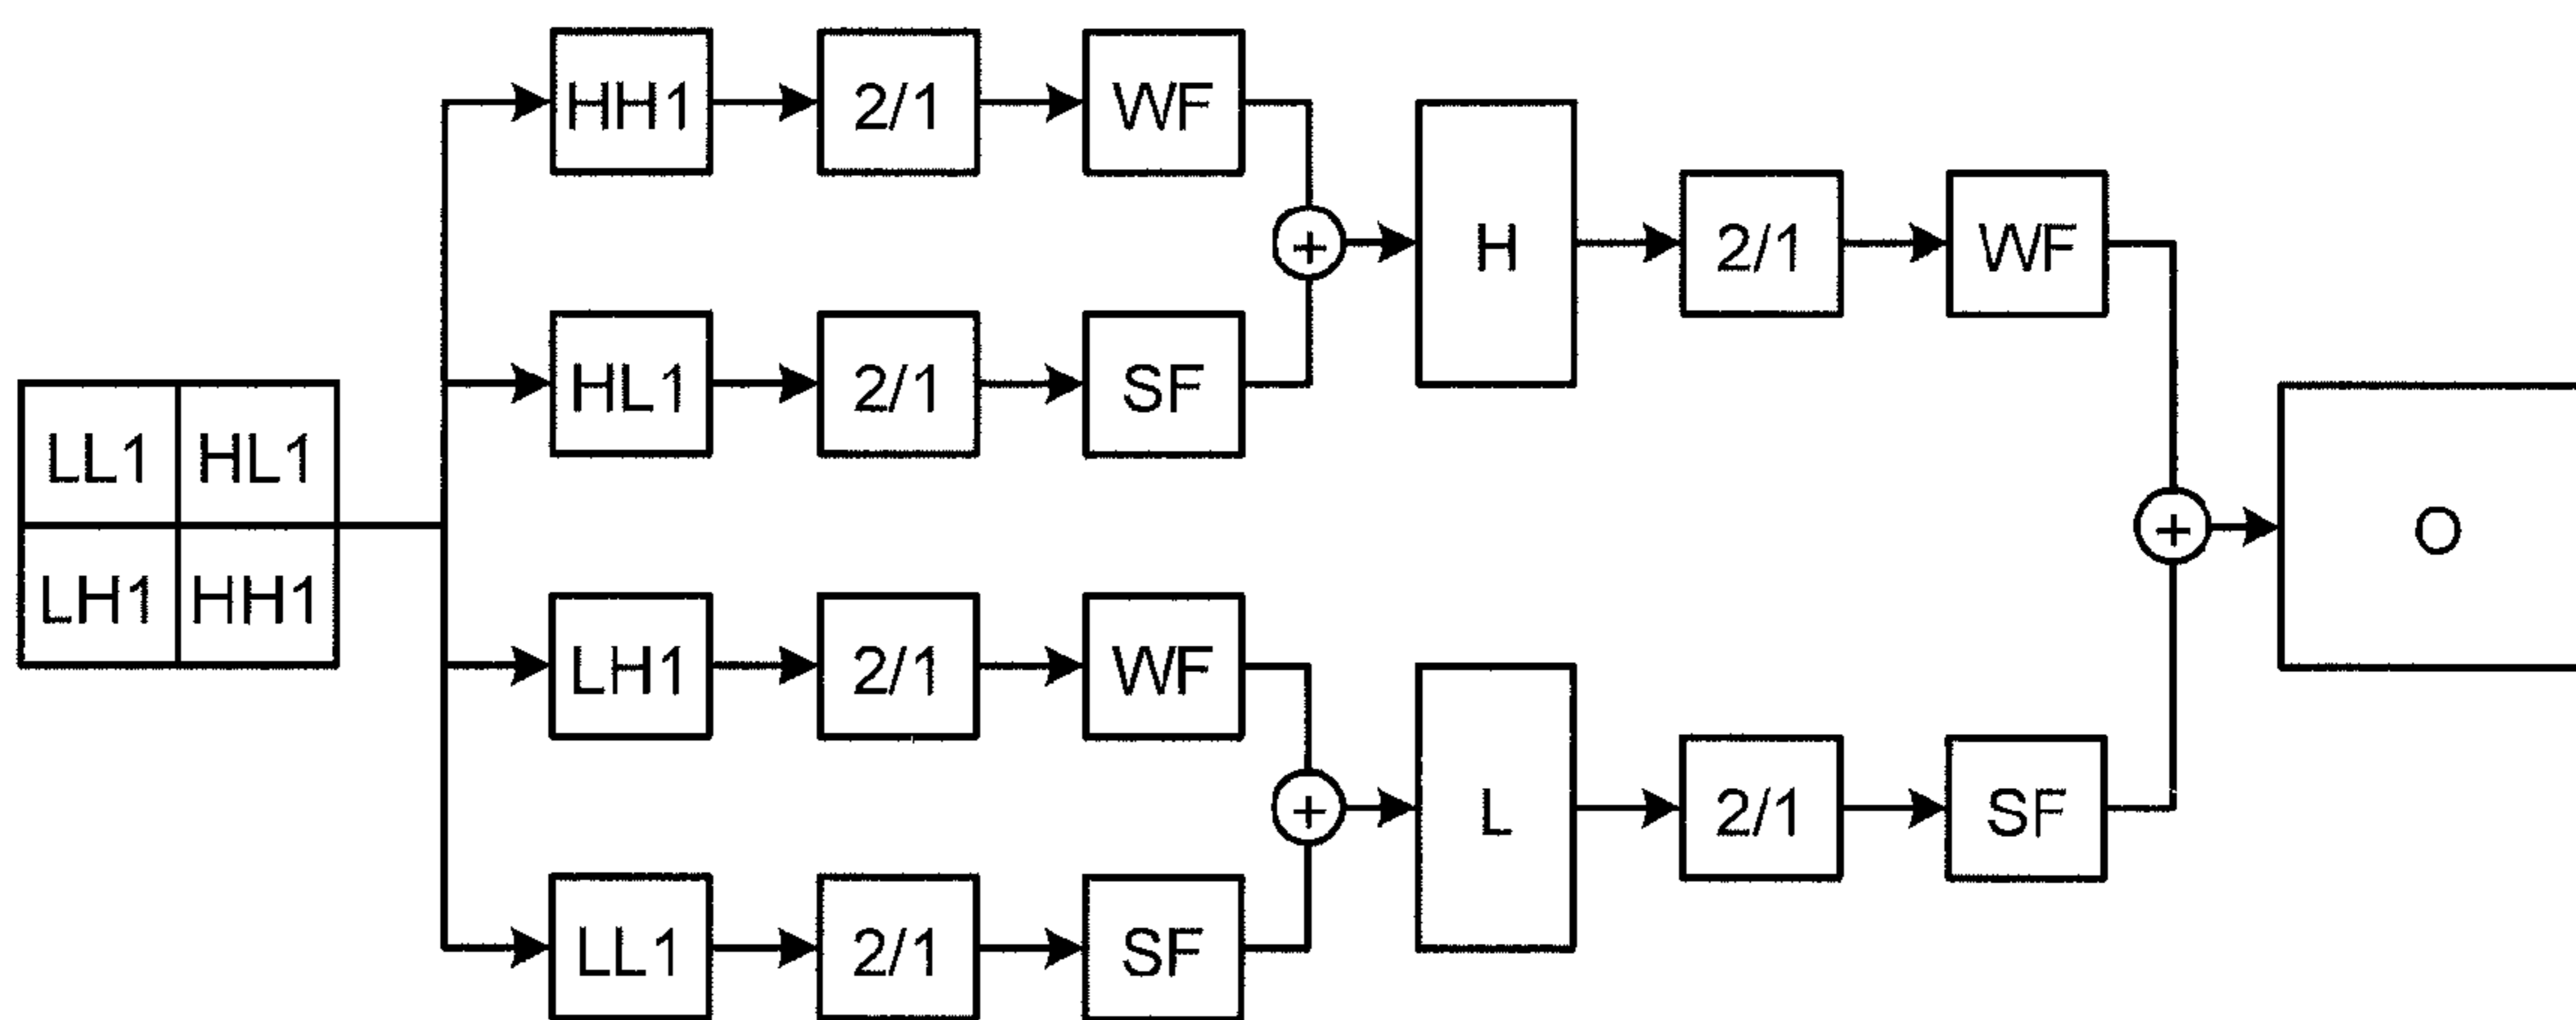 HH1 2/1 WF
+ H 2/1 WF
HL1 2/1 SF
LL1 HL1
+ O
LH1 HH1
LH1 2/1 WF
+ L 2/1 SF
LL1 2/1 SF